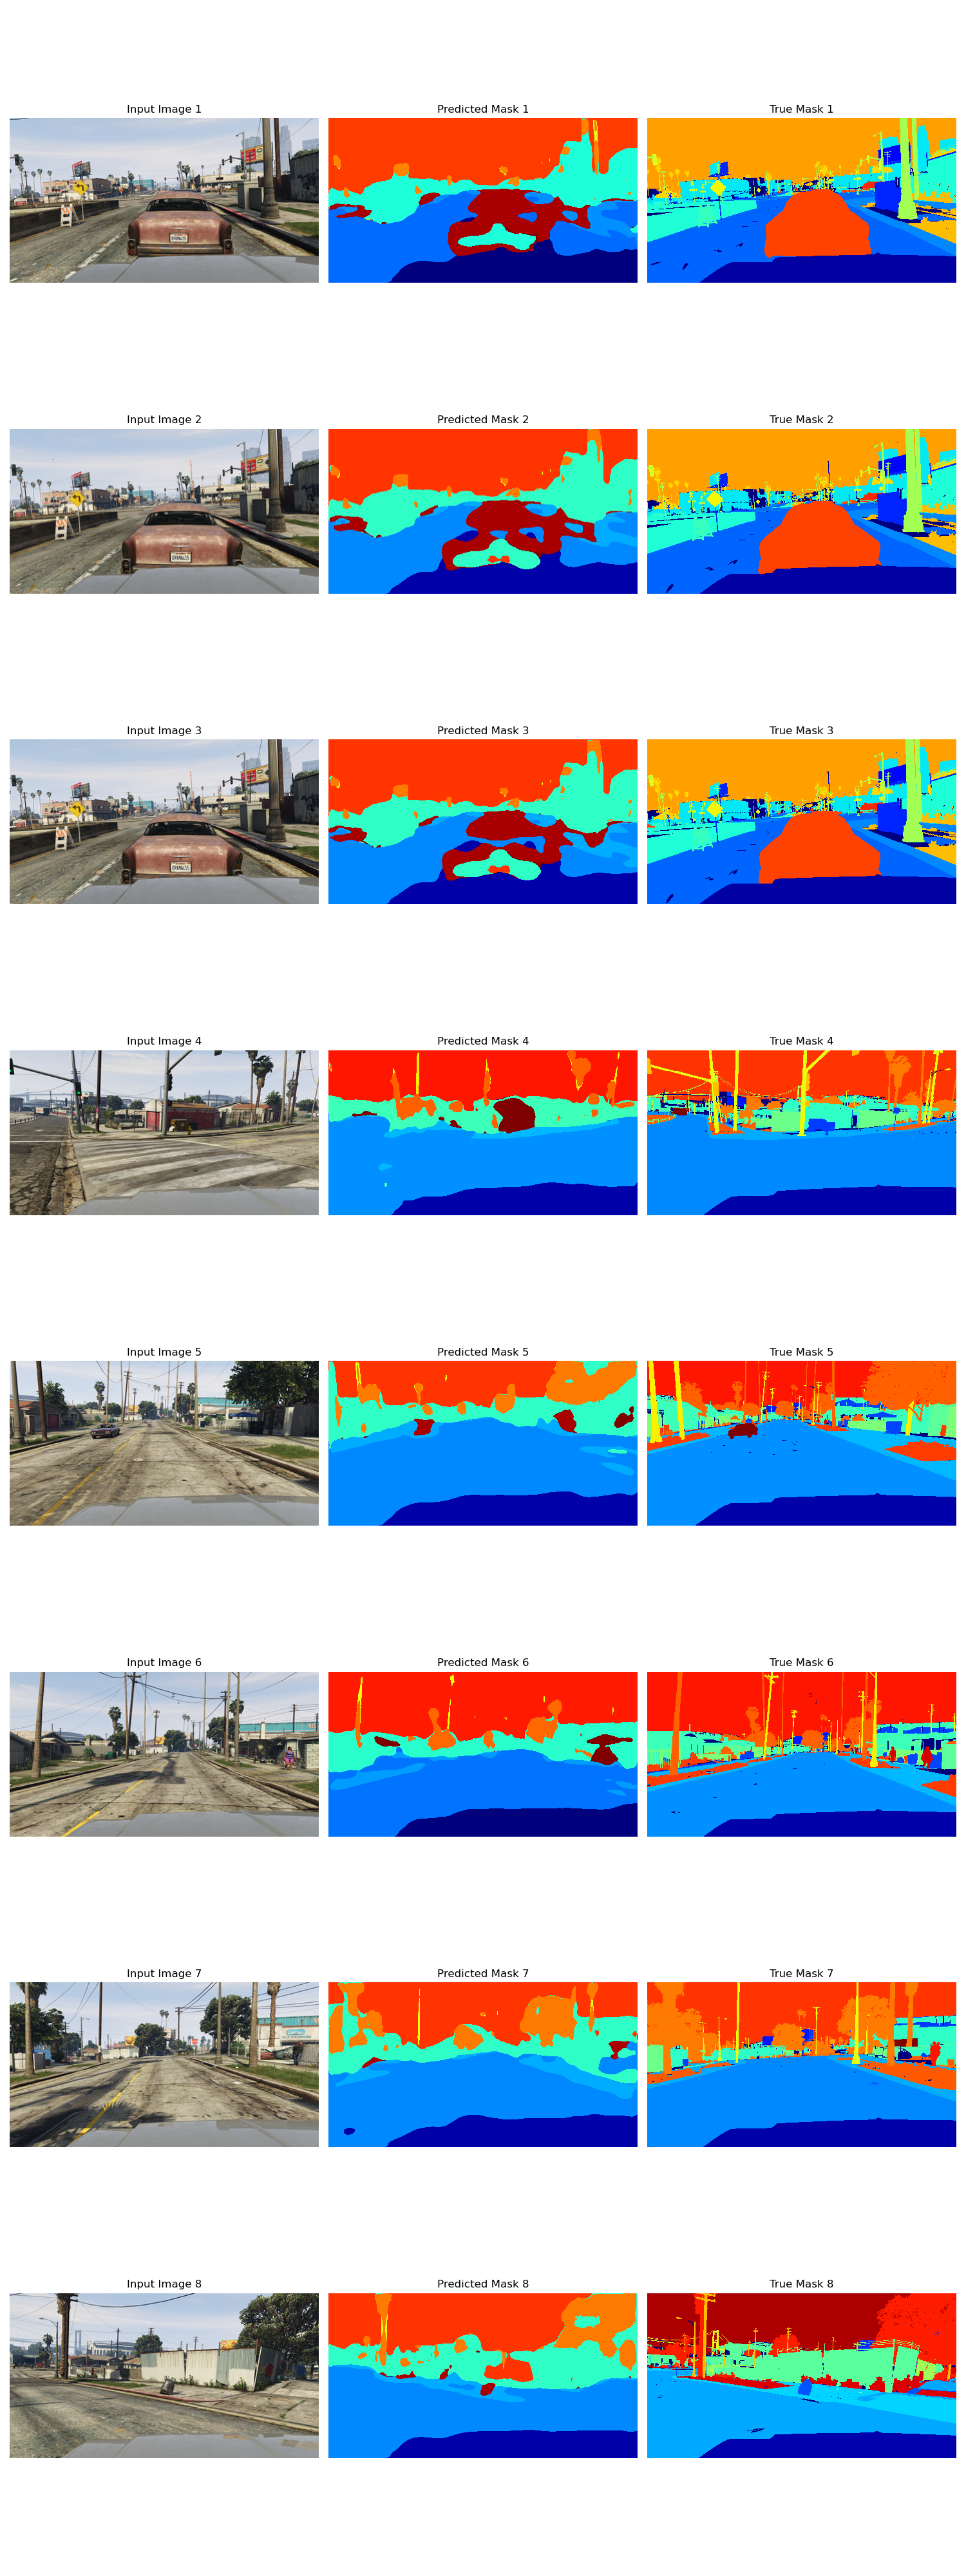 Input Image 1 Predicted Mask 1 True Mask 1
Input Image 2 Predicted Mask 2 True Mask 2
Input Image 3 Predicted Mask 3 True Mask 3
Input Image 4 Predicted Mask 4 True Mask 4
Input Image 5 Predicted Mask 5 True Mask 5
Input Image 6 Predicted Mask 6 True Mask 6
Input Image 7 Predicted Mask 7 True Mask 7
Input Image 8 Predicted Mask 8 True Mask 8